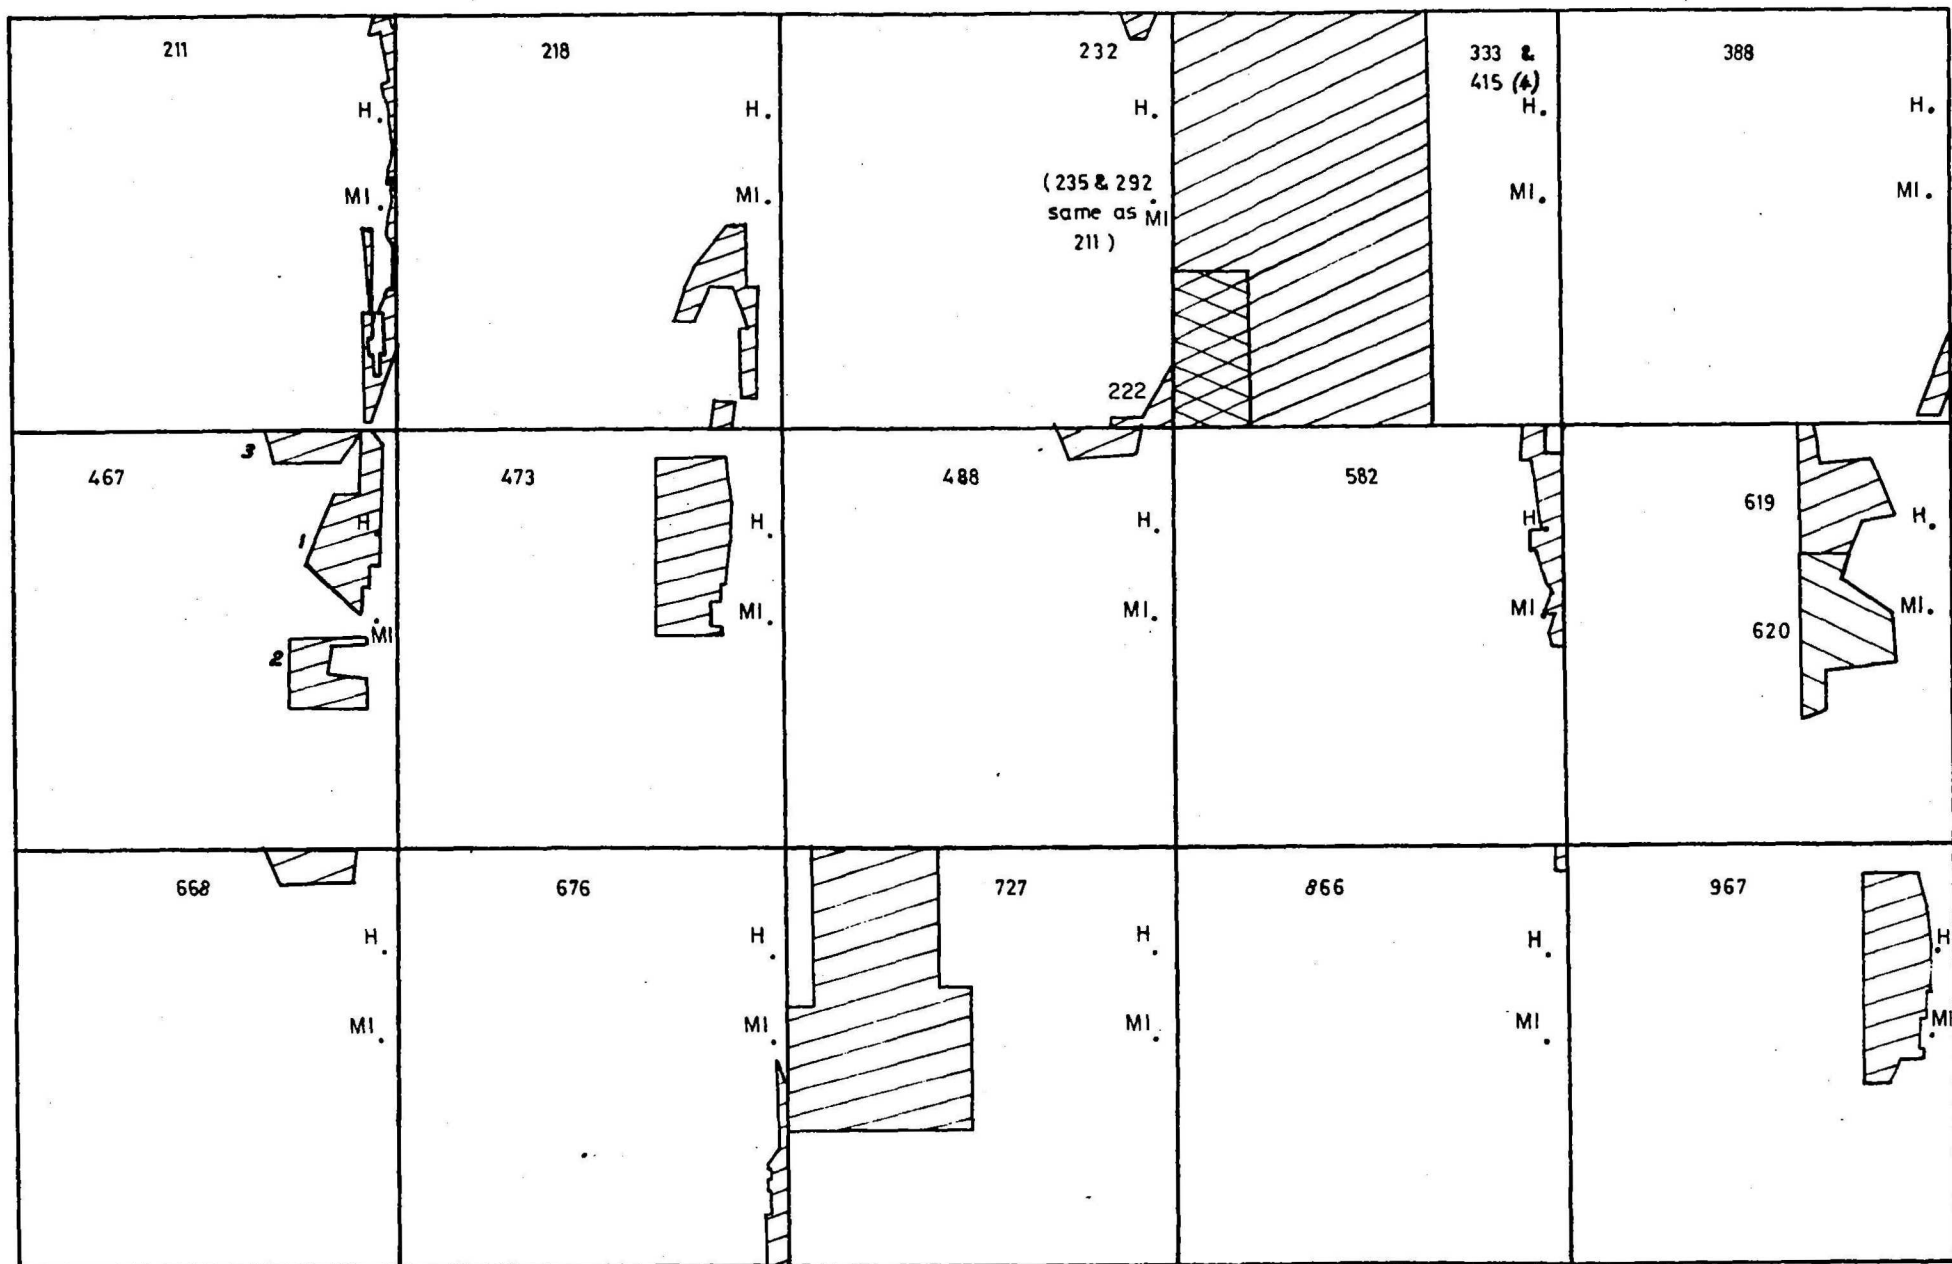 211
H.
MI.
218
H.
MI.
232
H.
(235 & 292
same as
211)
MI
222
333 &
415 (4)
H.
MI.
388
H.
MI.
3
467
H
1
MI
2
473
H.
MI.
488
H.
MI.
582
H
MI
619
H.
620
MI.
668
H.
MI.
676
H.
MI.
727
H.
MI.
866
H.
MI.
967
H
MI